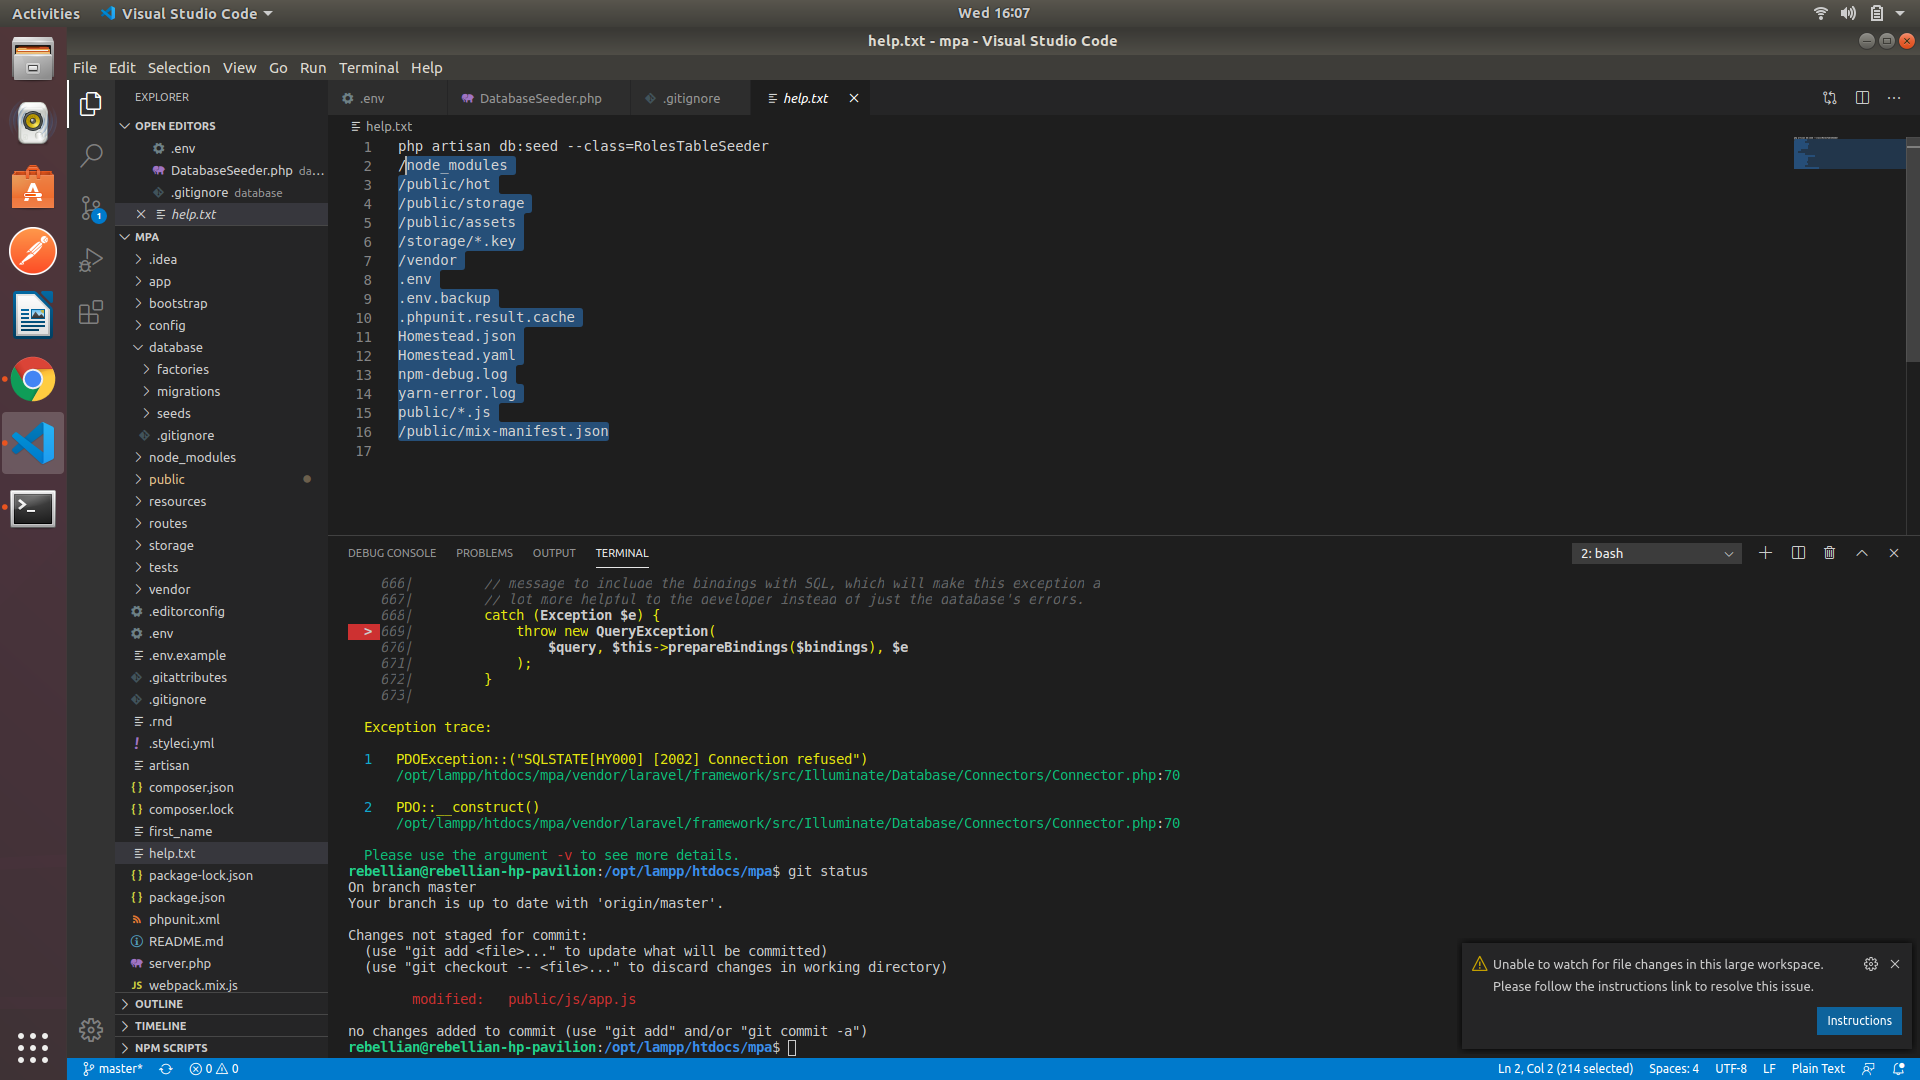 Activities
Visual Studio Code
Wed 16:07
help.txt - mpa - Visual Studio Code
File Edit Selection View Go Run Terminal Help
EXPLORER
OPEN EDITORS
.env
DatabaseSeeder.php da...
.gitignore database
help.txt
MPA
.idea
app
bootstrap
config
database
factories
migrations
seeds
.gitignore
node_modules
public
resources
routes
storage
tests
vendor
.editorconfig
.env
.env.example
.gitattributes
.gitignore
.rnd
.styleci.yml
artisan
composer.json
composer.lock
first_name
help.txt
package-lock.json
package.json
phpunit.xml
README.md
server.php
webpack.mix.js
OUTLINE
TIMELINE
NPM SCRIPTS
.env DatabaseSeeder.php .gitignore help.txt
help.txt
1 php artisan db:seed --class=RolesTableSeeder
2 /node_modules
3 /public/hot
4 /public/storage
5 /public/assets
6 /storage/*.key
7 /vendor
8 .env
9 .env.backup
10 .phpunit.result.cache
11 Homestead.json
12 Homestead.yaml
13 npm-debug.log
14 yarn-error.log
15 public/*.js
16 /public/mix-manifest.json
17
DEBUG CONSOLE PROBLEMS OUTPUT TERMINAL
2: bash
666| // message to include the bindings with SQL, which will make this exception a
667| // lot more helpful to the developer instead of just the database's errors.
668| catch (Exception $e) {
> 669| throw new QueryException(
670| $query, $this->prepareBindings($bindings), $e
671| );
672| }
673|
Exception trace:
1 PDOException::("SQLSTATE[HY000] [2002] Connection refused")
/opt/lampp/htdocs/mpa/vendor/laravel/framework/src/Illuminate/Database/Connectors/Connector.php:70
2 PDO::__construct()
/opt/lampp/htdocs/mpa/vendor/laravel/framework/src/Illuminate/Database/Connectors/Connector.php:70
Please use the argument -v to see more details.
rebellian@rebellian-hp-pavilion:/opt/lampp/htdocs/mpa$ git status
On branch master
Your branch is up to date with 'origin/master'.
Changes not staged for commit:
(use "git add <file>..." to update what will be committed)
(use "git checkout -- <file>..." to discard changes in working directory)
modified: public/js/app.js
no changes added to commit (use "git add" and/or "git commit -a")
rebellian@rebellian-hp-pavilion:/opt/lampp/htdocs/mpa$
Unable to watch for file changes in this large workspace.
Please follow the instructions link to resolve this issue.
Instructions
master* 0 0
Ln 2, Col 2 (214 selected) Spaces: 4 UTF-8 LF Plain Text